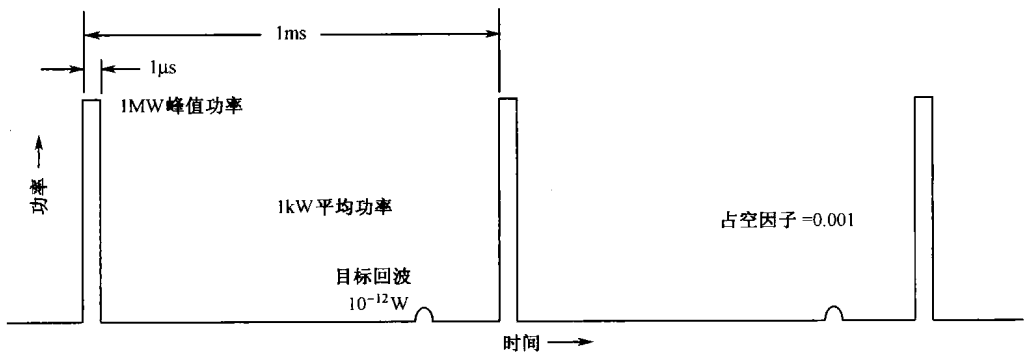 1ms
1μs
1MW峰值功率
功率
1kW平均功率
占空因子=0.001
目标回波
10⁻¹²W
时间